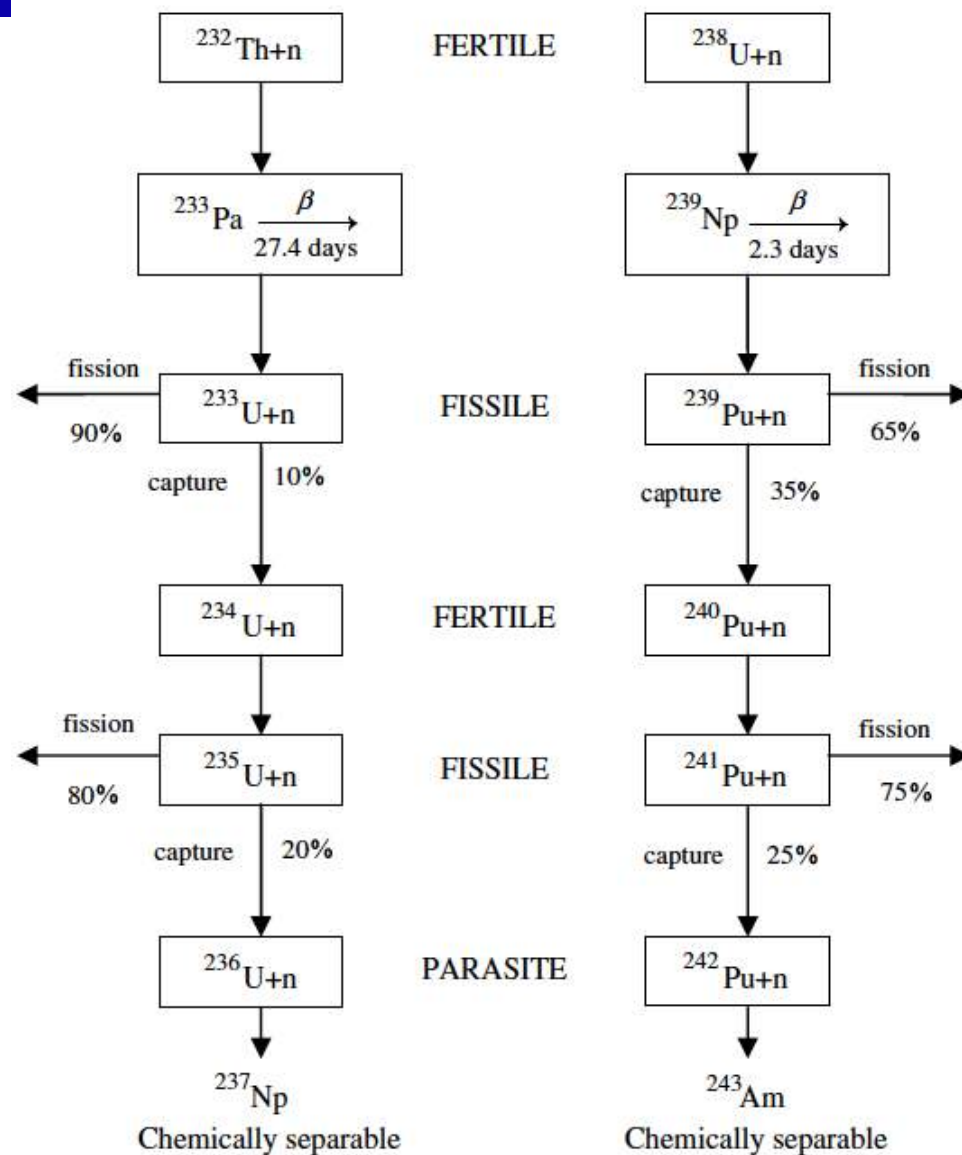 ²³²Th+n FERTILE ²³⁸U+n
²³³Pa β 27.4 days ²³⁹Np β 2.3 days
fission ²³³U+n FISSILE ²³⁹Pu+n fission
90% 65%
capture 10% capture 35%
²³⁴U+n FERTILE ²⁴⁰Pu+n
fission ²³⁵U+n FISSILE ²⁴¹Pu+n fission
80% 75%
capture 20% capture 25%
²³⁶U+n PARASITE ²⁴²Pu+n
²³⁷Np ²⁴³Am
Chemically separable Chemically separable